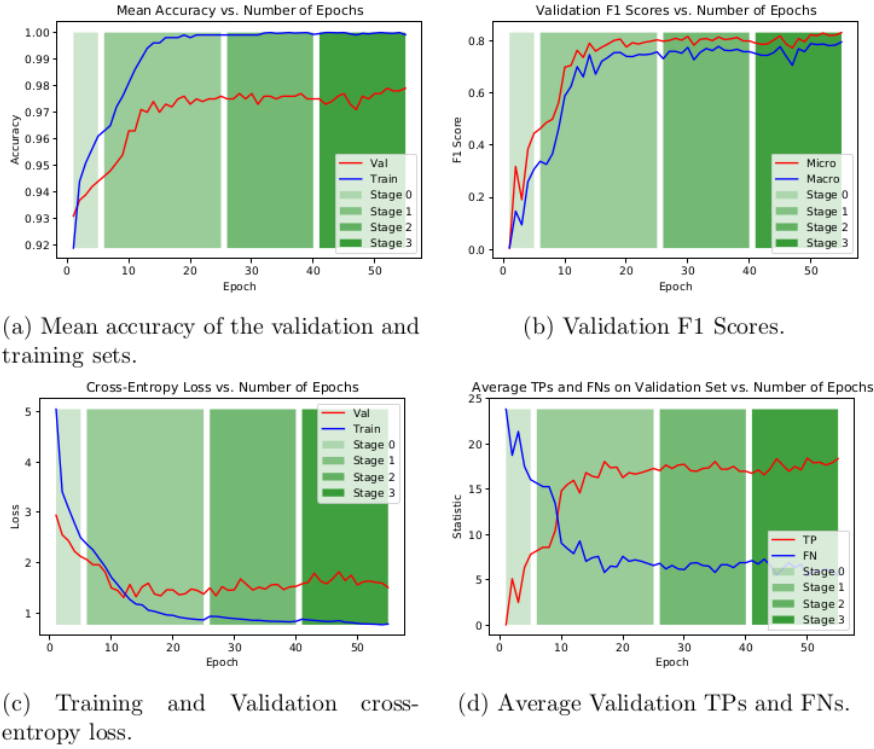 Mean Accuracy vs. Number of Epochs
1.00
0.99
0.98
0.97
0.96
0.95
0.94
0.93
0.92
Accuracy
0
10
20
30
40
50
Epoch
Val
Train
Stage 0
Stage 1
Stage 2
Stage 3
(a) Mean accuracy of the validation and
training sets.
Validation F1 Scores vs. Number of Epochs
0.8
0.6
0.4
0.2
0.0
F1 Score
0
10
20
30
40
50
Epoch
Micro
Macro
Stage 0
Stage 1
Stage 2
Stage 3
(b) Validation F1 Scores.
Cross-Entropy Loss vs. Number of Epochs
5
4
3
2
1
Loss
0
10
20
30
40
50
Epoch
Val
Train
Stage 0
Stage 1
Stage 2
Stage 3
(c) Training and Validation cross-
entropy loss.
Average TPs and FNs on Validation Set vs. Number of Epochs
25
20
15
10
5
0
Statistic
0
10
20
30
40
50
Epoch
TP
FN
Stage 0
Stage 1
Stage 2
Stage 3
(d) Average Validation TPs and FNs.